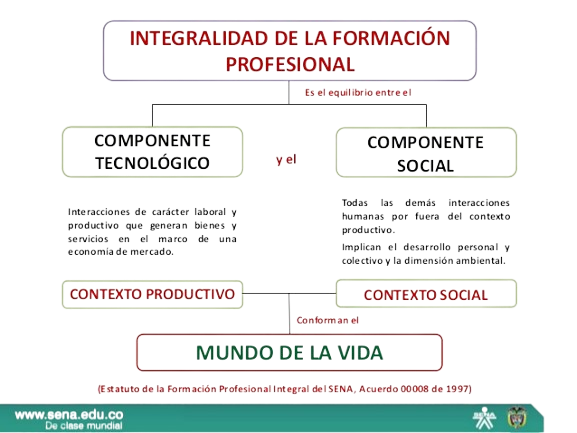 INTEGRALIDAD DE LA FORMACIÓN
PROFESIONAL
Es el equilibrio entre el
COMPONENTE
TECNOLÓGICO
y el
COMPONENTE
SOCIAL
Interacciones de carácter laboral y
productivo que generan bienes y
servicios en el marco de una
economía de mercado.
Todas las demás interacciones
humanas por fuera del contexto
productivo.
Implican el desarrollo personal y
colectivo y la dimensión ambiental.
CONTEXTO PRODUCTIVO
CONTEXTO SOCIAL
Conforman el
MUNDO DE LA VIDA
(Estatuto de la Formación Profesional Integral del SENA, Acuerdo 00008 de 1997)
www.sena.edu.co
De clase mundial
SENA